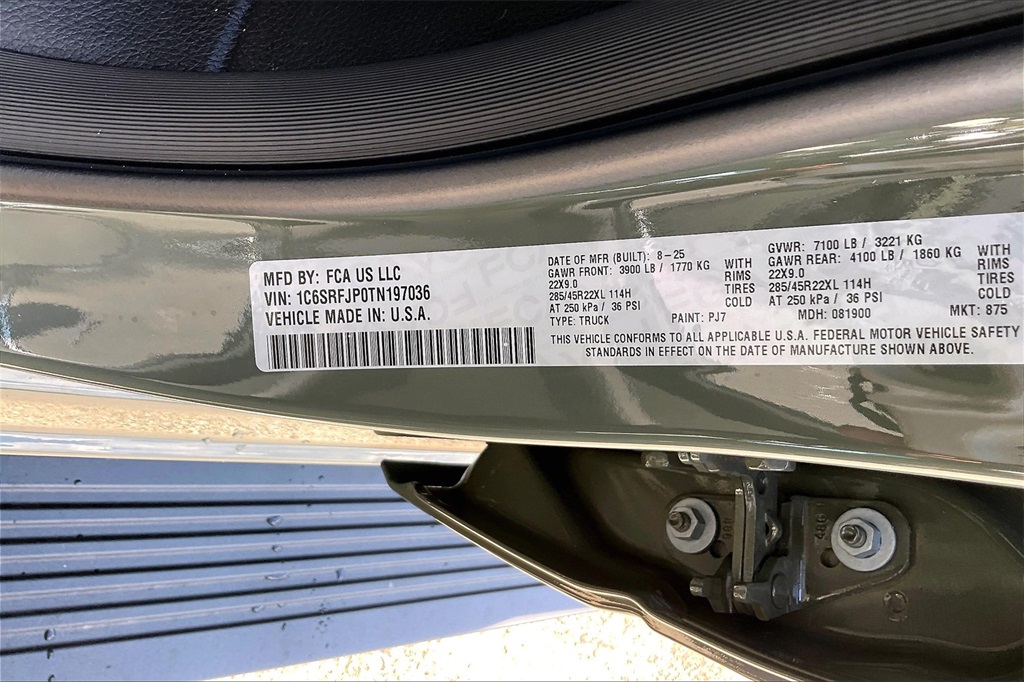 MFD BY: FCA US LLC
VIN: 1C6SRFJP0TN197036
VEHICLE MADE IN: U.S.A.
DATE OF MFR (BUILT): 8-25
GAWR FRONT: 3900 LB / 1770 KG WITH
22X9.0 RIMS
285/45R22XL 114H TIRES
AT 250 kPa / 36 PSI COLD
TYPE: TRUCK PAINT: PJ7
GVWR: 7100 LB / 3221 KG
GAWR REAR: 4100 LB / 1860 KG WITH
22X9.0 RIMS
285/45R22XL 114H TIRES
AT 250 kPa / 36 PSI COLD
MDH: 081900 MKT: 875
THIS VEHICLE CONFORMS TO ALL APPLICABLE U.S.A. FEDERAL MOTOR VEHICLE SAFETY
STANDARDS IN EFFECT ON THE DATE OF MANUFACTURE SHOWN ABOVE.